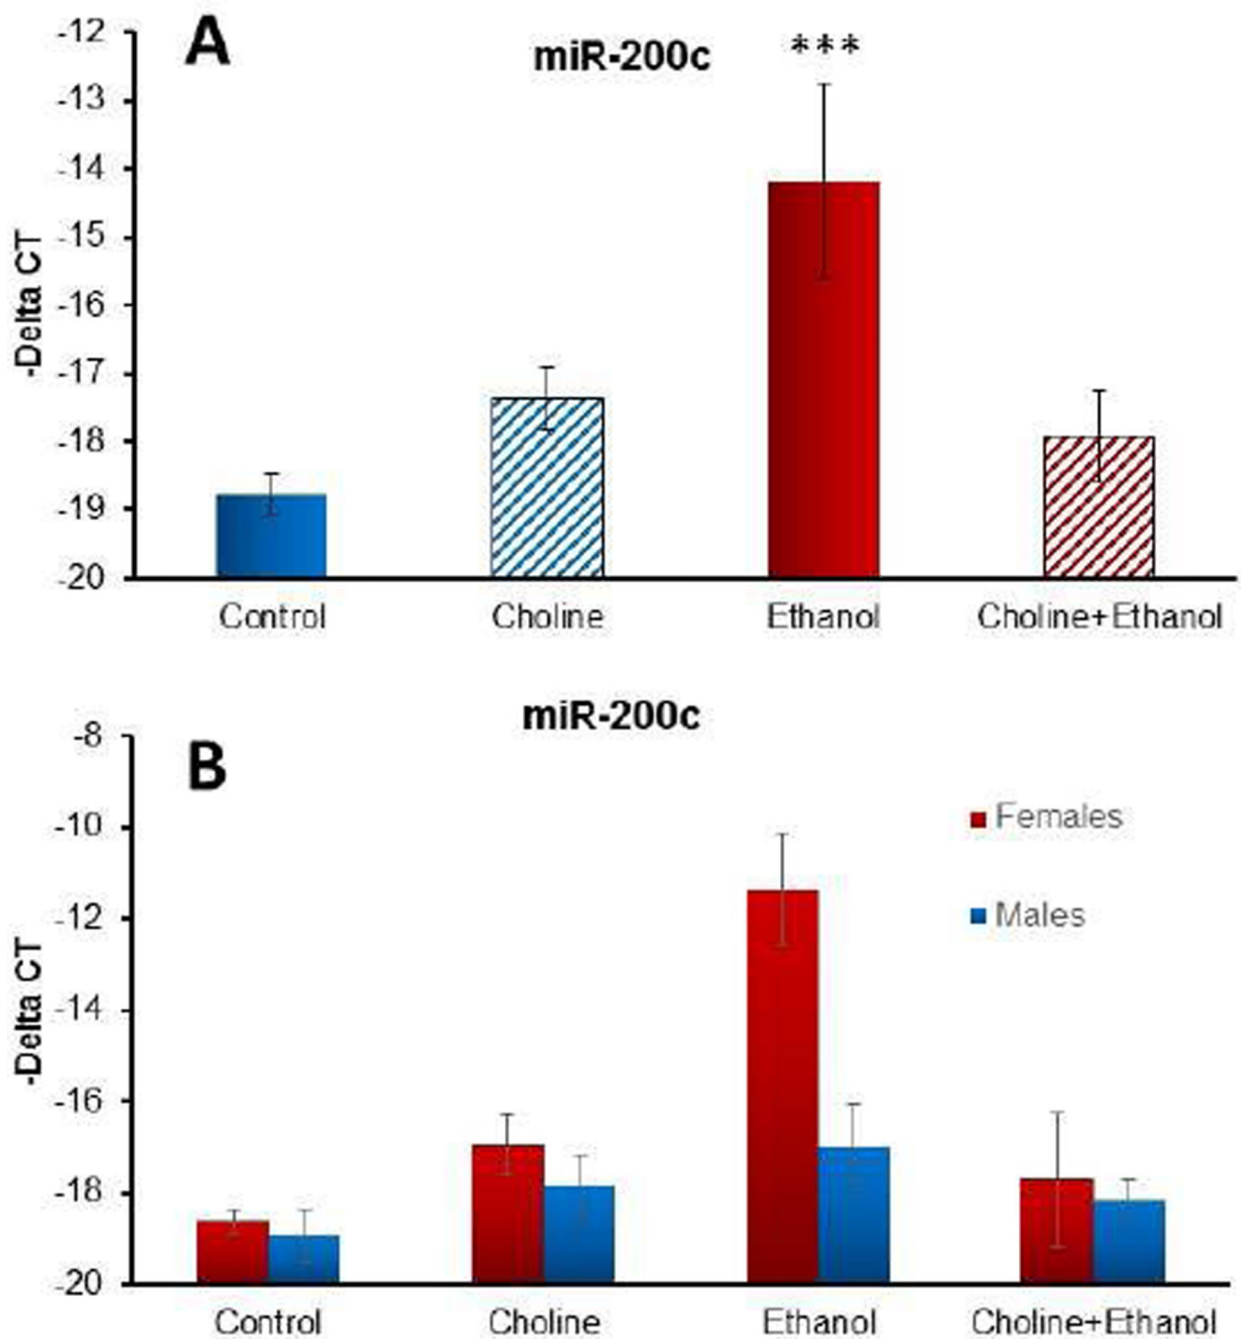 A
miR-200c
***
-12
-13
-14
-15
-16
-17
-18
-19
-20
-Delta CT
Control Choline Ethanol Choline+Ethanol
miR-200c
B
-8
-10
-12
-14
-16
-18
-20
-Delta CT
Females
Males
Control Choline Ethanol Choline+Ethanol